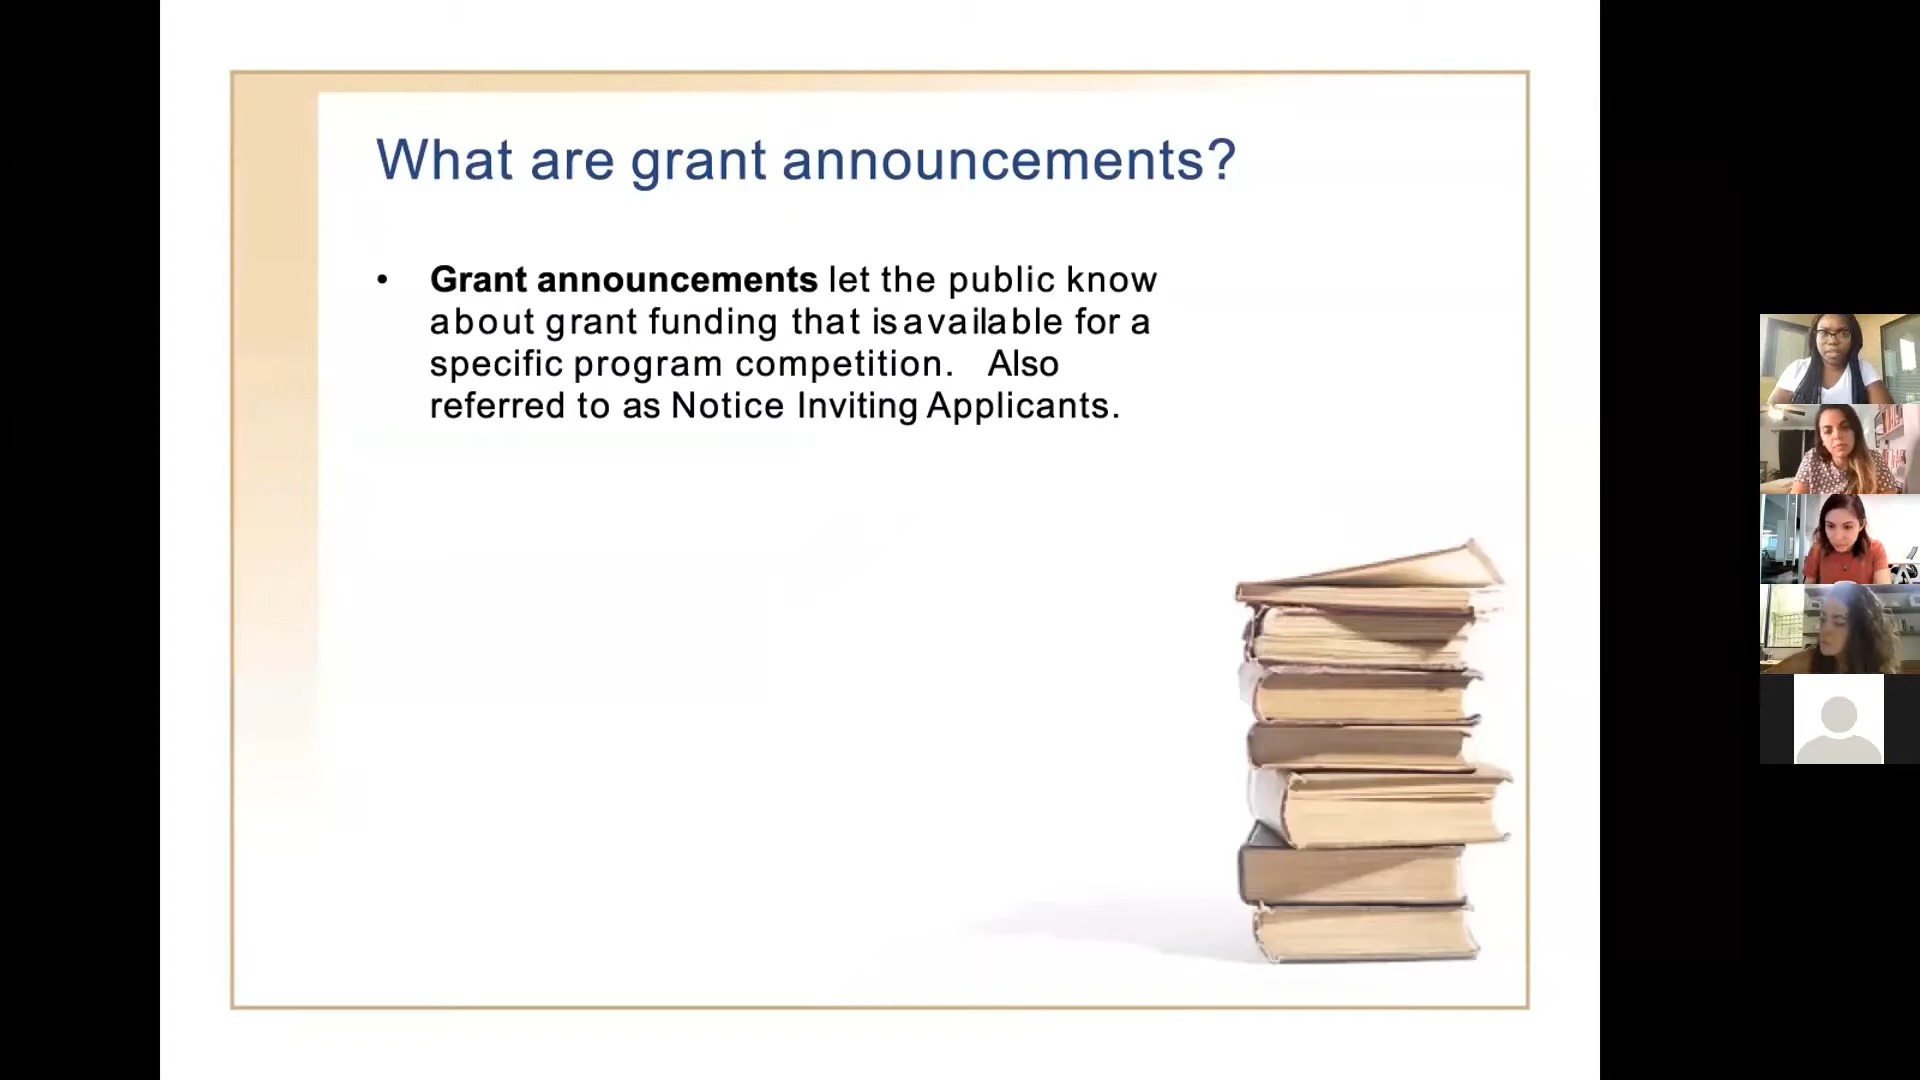 What are grant announcements?
• Grant announcements let the public know
about grant funding that is available for a
specific program competition. Also
referred to as Notice Inviting Applicants.